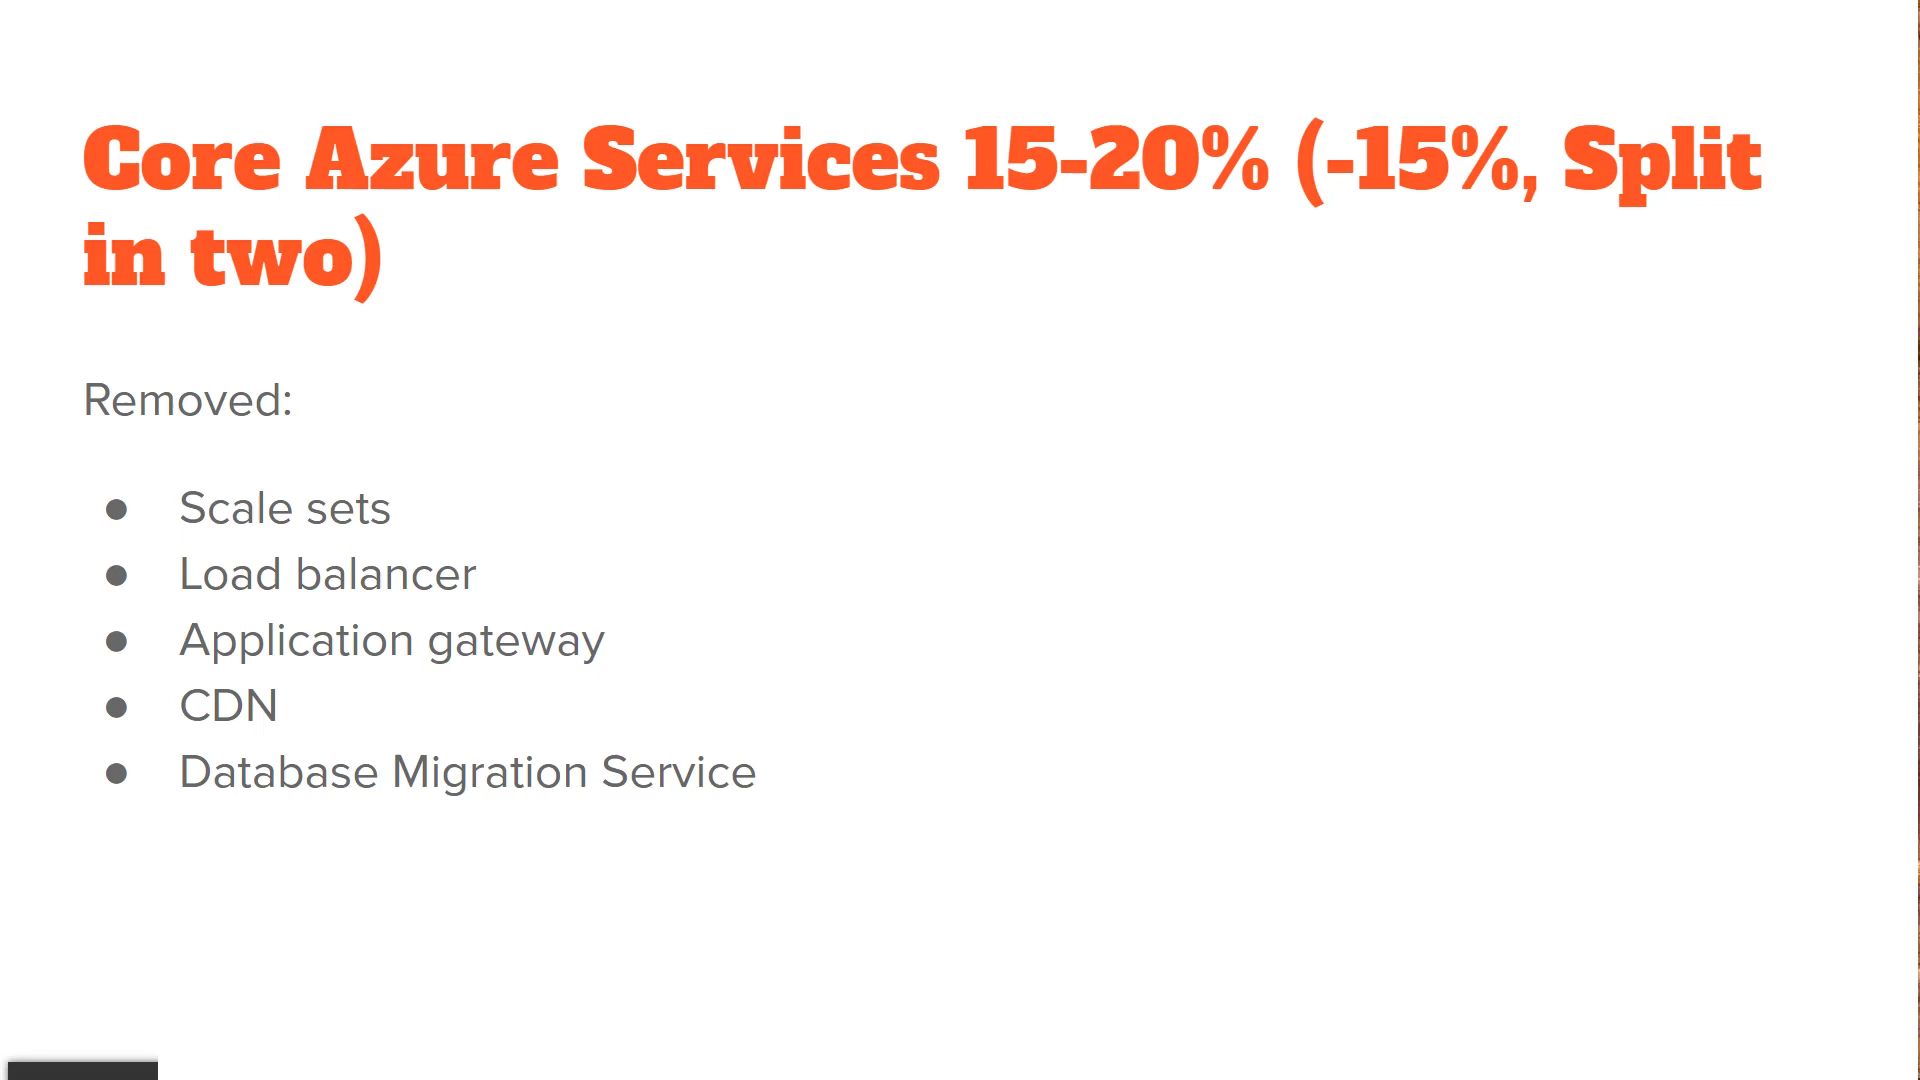 Core Azure Services 15-20% (-15%, Split
in two)
Removed:
● Scale sets
● Load balancer
● Application gateway
● CDN
● Database Migration Service